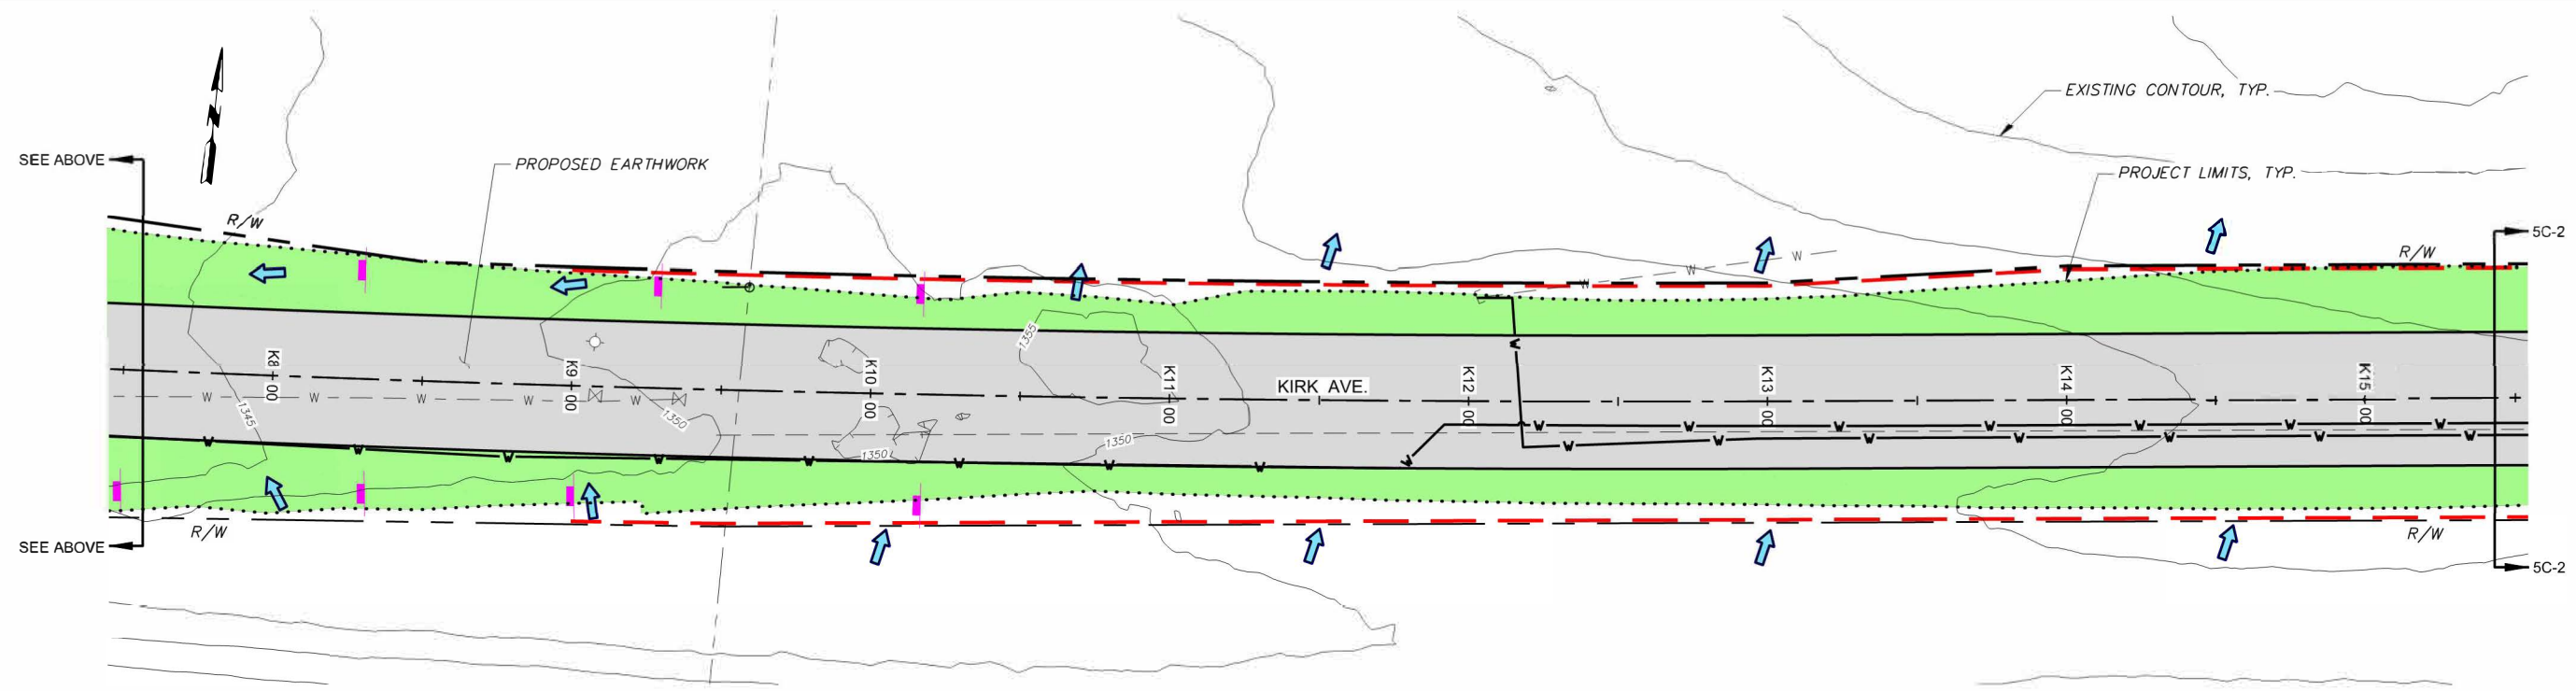 EXISTING CONTOUR, TYP.
N
SEE ABOVE
PROPOSED EARTHWORK
PROJECT LIMITS, TYP.
R/W
5C-2
R/W
W
W
W
1355
W
K8 00
K9 00
K10 00
K11 00
K12 00
K13 00
K14 00
K15 00
KIRK AVE.
W W W W W
1345
1350
1350
1350
W W W W W W W
W W W W W W W W W W W W W W
R/W
R/W
SEE ABOVE
5C-2